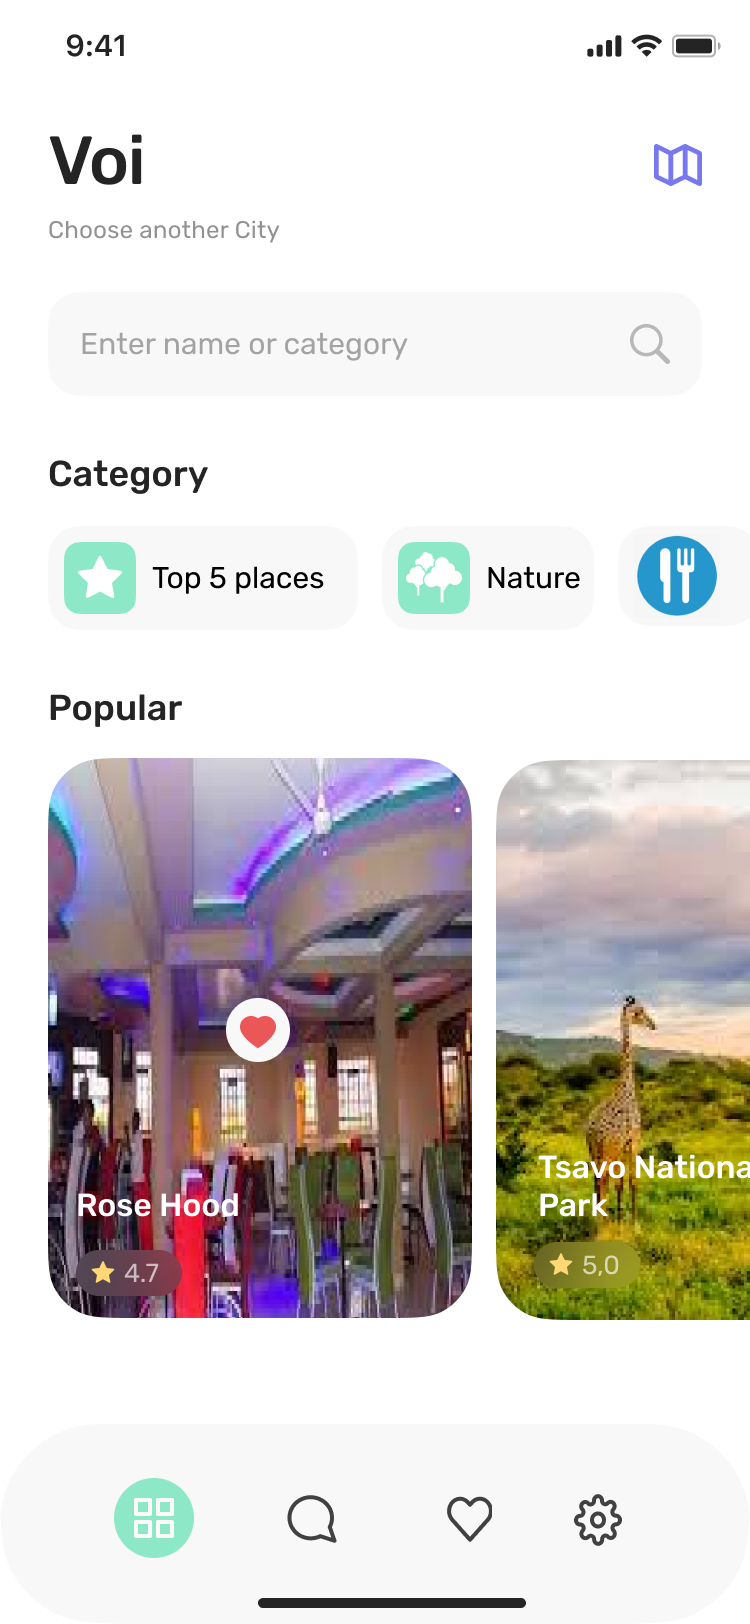 9:41
Voi
Choose another City
Enter name or category
Category
Top 5 places
Nature
Popular
Rose Hood
4.7
Tsavo Nationa
Park
5,0